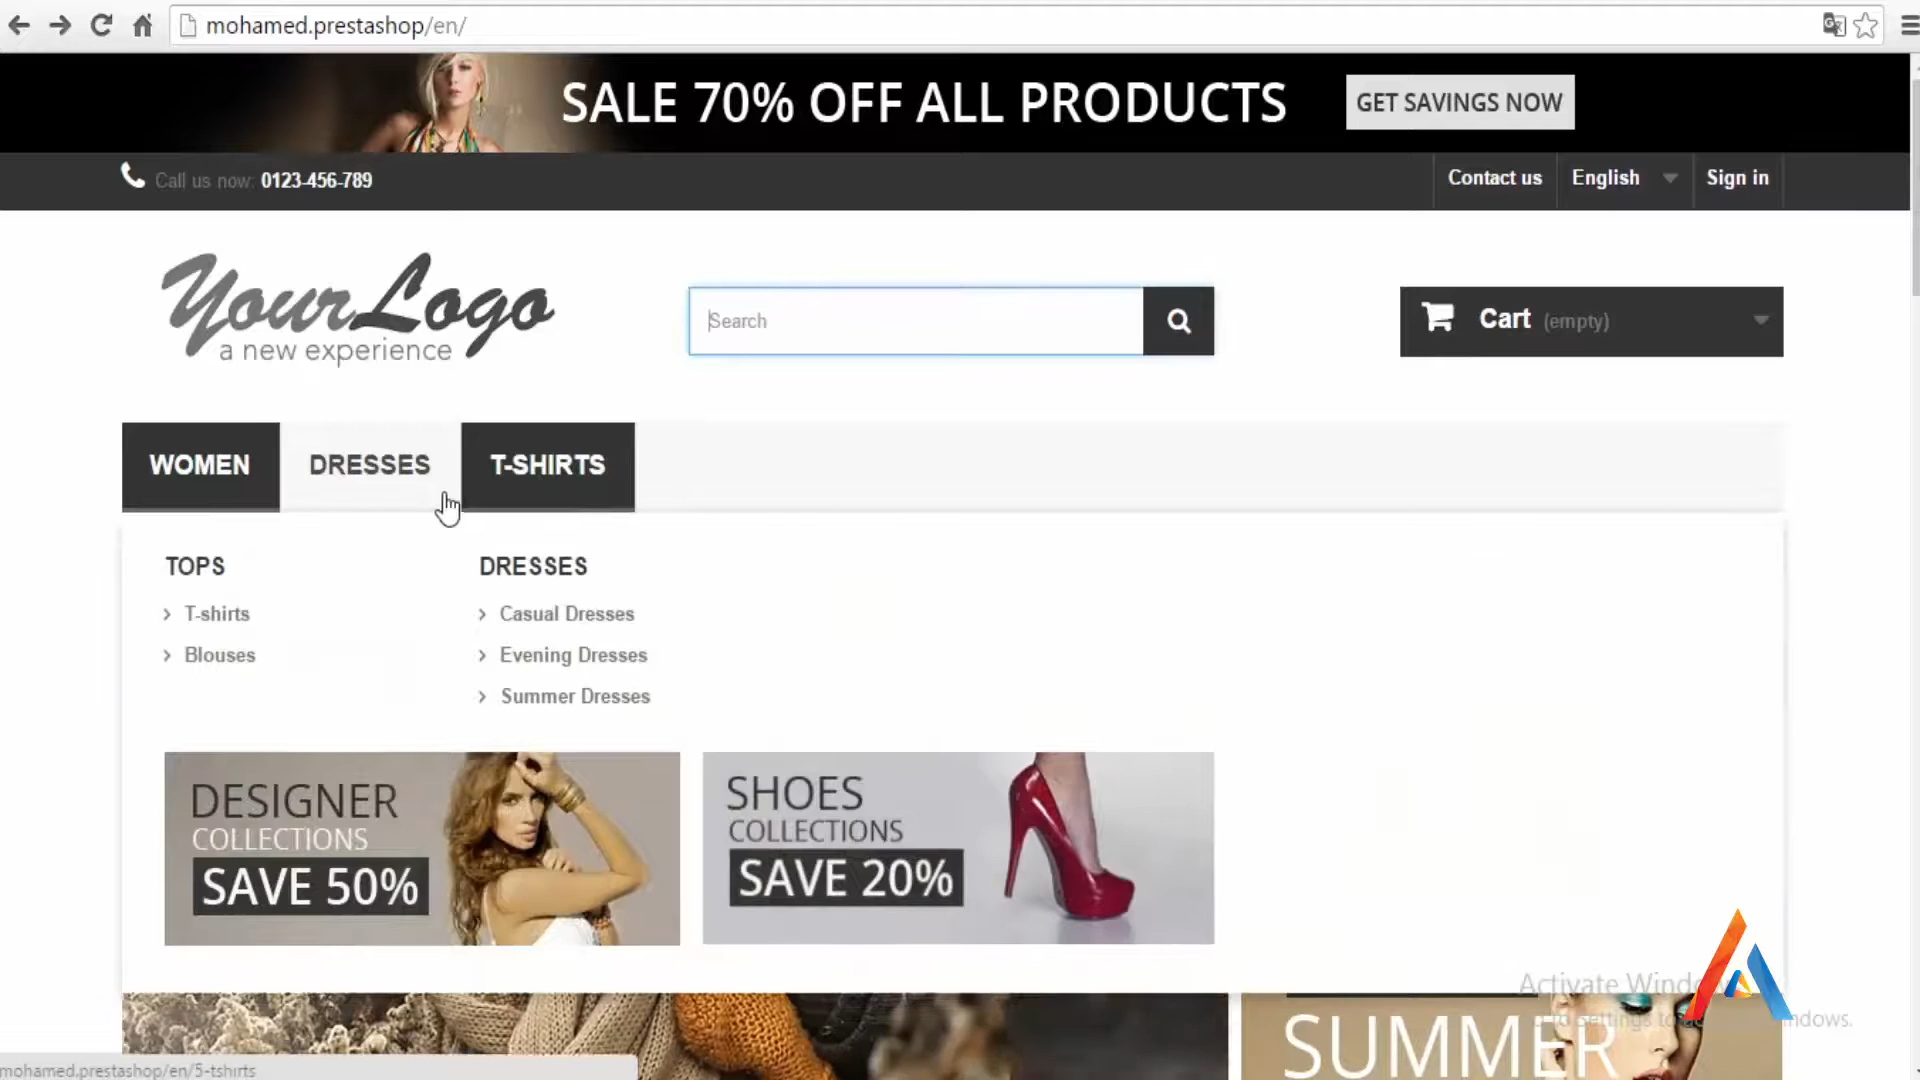 mohamed.prestashop/en/
SALE 70% OFF ALL PRODUCTS
GET SAVINGS NOW
Call us now: 0123-456-789
Contact us
English
Sign in
YourLogo
a new experience
Search
Cart (empty)
WOMEN
DRESSES
T-SHIRTS
TOPS
DRESSES
T-shirts
Casual Dresses
Blouses
Evening Dresses
Summer Dresses
DESIGNER
COLLECTIONS
SAVE 50%
SHOES
COLLECTIONS
SAVE 20%
Activate
SUMMER
mohamed.prestashop/en/5-tshirts